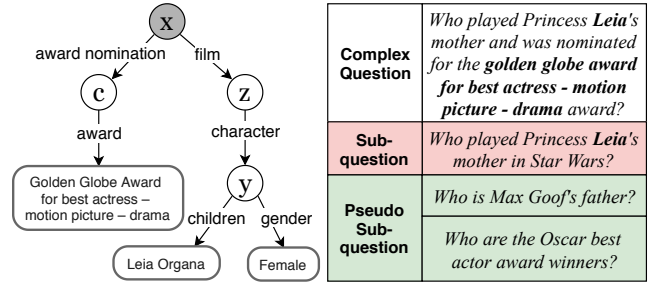 x
award nomination
film
c
z
award
character
Golden Globe Award
for best actress –
motion picture – drama
y
children
gender
Leia Organa
Female
Complex
Question
Who played Princess Leia's
mother and was nominated
for the golden globe award
for best actress - motion
picture - drama award?
Sub-
question
Who played Princess Leia's
mother in Star Wars?
Pseudo
Sub-
question
Who is Max Goof's father?
Who are the Oscar best
actor award winners?